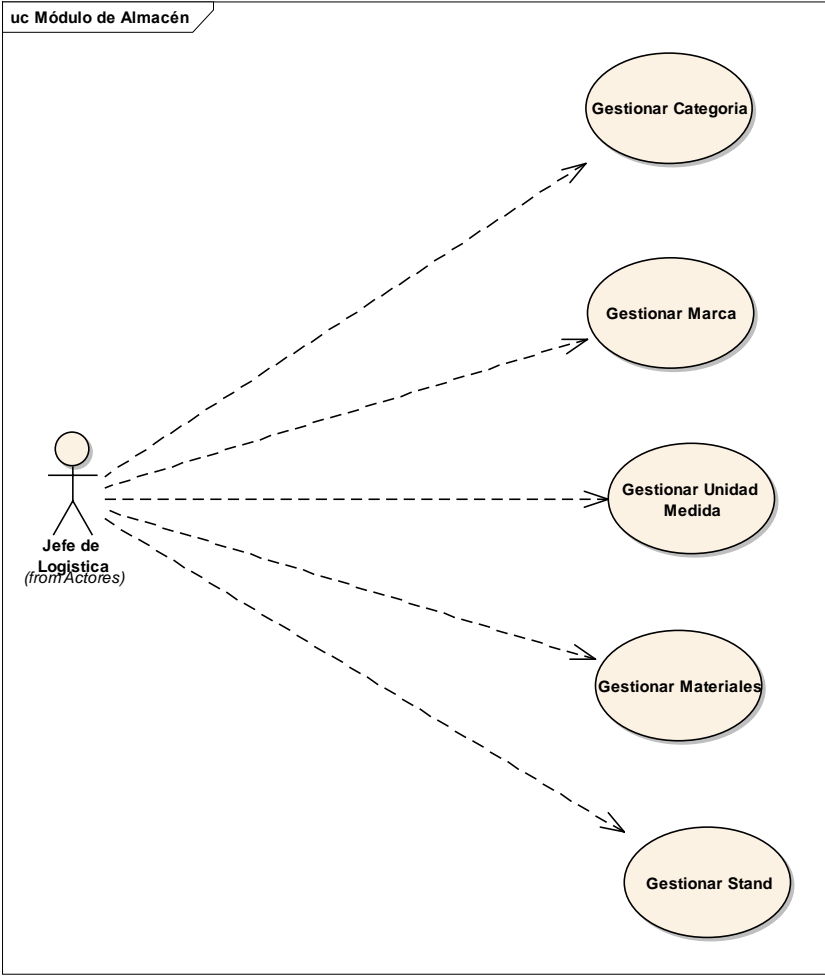 uc Módulo de Almacén
Gestionar Categoria
Gestionar Marca
Gestionar Unidad
Medida
Jefe de
Logistica
(from Actores)
Gestionar Materiales
Gestionar Stand